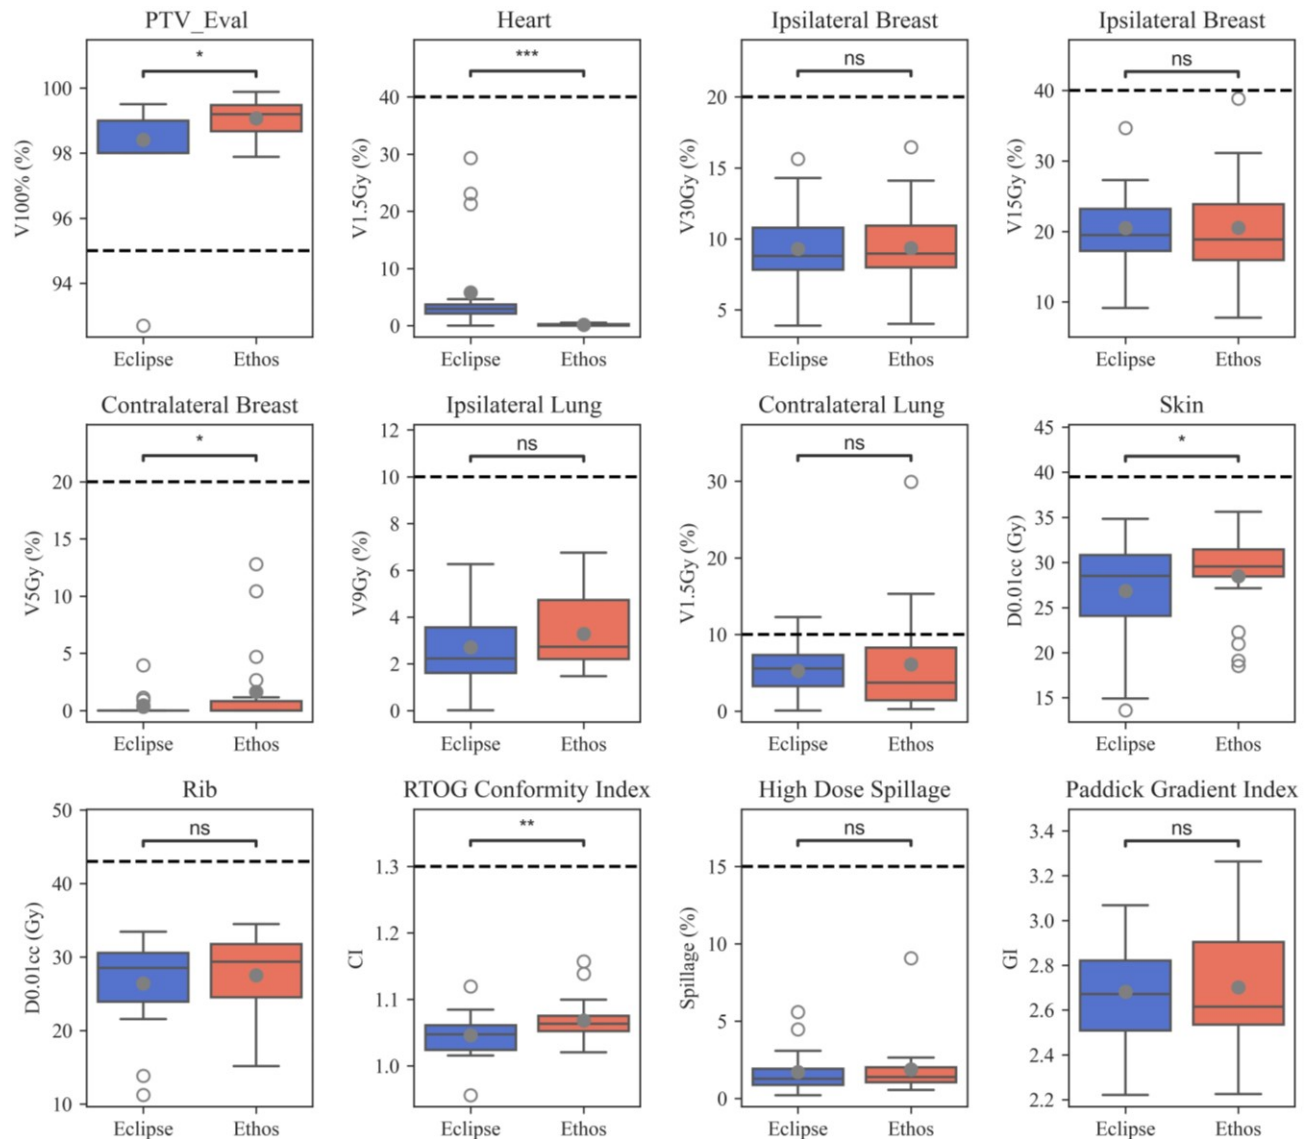 PTV_Eval
V100% (%)
100
98
96
94
*
Eclipse Ethos
Heart
V1.5Gy (%)
40
30
20
10
0
***
Eclipse Ethos
Ipsilateral Breast
V30Gy (%)
20
15
10
5
ns
Eclipse Ethos
Ipsilateral Breast
V15Gy (%)
40
30
20
10
ns
Eclipse Ethos
Contralateral Breast
V5Gy (%)
20
15
10
5
0
*
Eclipse Ethos
Ipsilateral Lung
V9Gy (%)
12
10
8
6
4
2
0
ns
Eclipse Ethos
Contralateral Lung
V1.5Gy (%)
30
20
10
0
ns
Eclipse Ethos
Skin
D0.01cc (Gy)
45
40
35
30
25
20
15
*
Eclipse Ethos
Rib
D0.01cc (Gy)
50
40
30
20
10
ns
Eclipse Ethos
RTOG Conformity Index
CI
1.3
1.2
1.1
1.0
**
Eclipse Ethos
High Dose Spillage
Spillage (%)
15
10
5
0
ns
Eclipse Ethos
Paddick Gradient Index
GI
3.4
3.2
3.0
2.8
2.6
2.4
2.2
ns
Eclipse Ethos